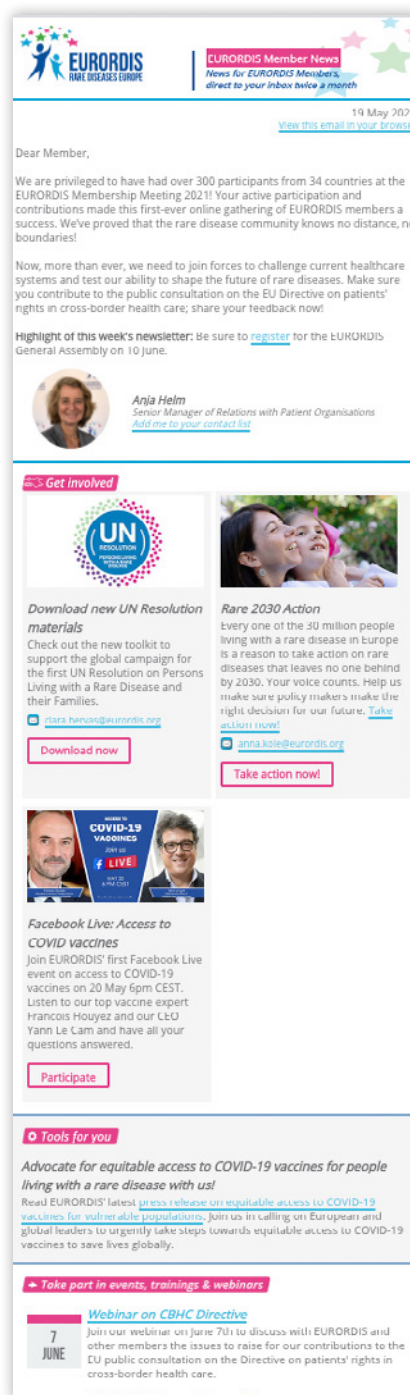 EURORDIS
RARE DISEASES EUROPE
EURORDIS Member News
News for EURORDIS Members,
direct to your inbox twice a month
19 May 202
View this email in your browse
Dear Member,
We are privileged to have had over 300 participants from 34 countries at the
EURORDIS Membership Meeting 2021! Your active participation and
contributions made this first-ever online gathering of EURORDIS members a
success. We've proved that the rare disease community knows no distance, n
boundaries!
Now, more than ever, we need to join forces to challenge current healthcare
systems and test our ability to shape the future of rare diseases. Make sure
you contribute to the public consultation on the EU Directive on patients'
rights in cross-border health care; share your feedback now!
Highlight of this week's newsletter: Be sure to register for the EURORDIS
General Assembly on 10 June.
Anja Helm
Senior Manager of Relations with Patient Organisations
Add me to your contact list
Get involved
UN
RESOLUTION
PERSONS LIVING
WITH A RARE
DISEASE
Download new UN Resolution
materials
Check out the new toolkit to
support the global campaign for
the first UN Resolution on Persons
Living with a Rare Disease and
their Families.
clara.hervas@eurordis.org
Download now
Rare 2030 Action
Every one of the 30 million people
living with a rare disease in Europe
is a reason to take action on rare
diseases that leaves no one behind
by 2030. Your voice counts. Help us
make sure policy makers make the
right decision for our future. Take
action now!
anna.kole@eurordis.org
Take action now!
ACCESS TO
COVID-19
VACCINES
JOIN US
f LIVE
MAY 20
6 PM CEST
Facebook Live: Access to
COVID vaccines
Join EURORDIS' first Facebook Live
event on access to COVID-19
vaccines on 20 May 6pm CEST.
Listen to our top vaccine expert
Francois Houyez and our CEO
Yann Le Cam and have all your
questions answered.
Participate
Tools for you
Advocate for equitable access to COVID-19 vaccines for people
living with a rare disease with us!
Read EURORDIS' latest press release on equitable access to COVID-19
vaccines for vulnerable populations. Join us in calling on European and
global leaders to urgently take steps towards equitable access to COVID-19
vaccines to save lives globally.
Take part in events, trainings & webinars
7
JUNE
Webinar on CBHC Directive
Join our webinar on June 7th to discuss with EURORDIS and
other members the issues to raise for our contributions to the
EU public consultation on the Directive on patients' rights in
cross-border health care.